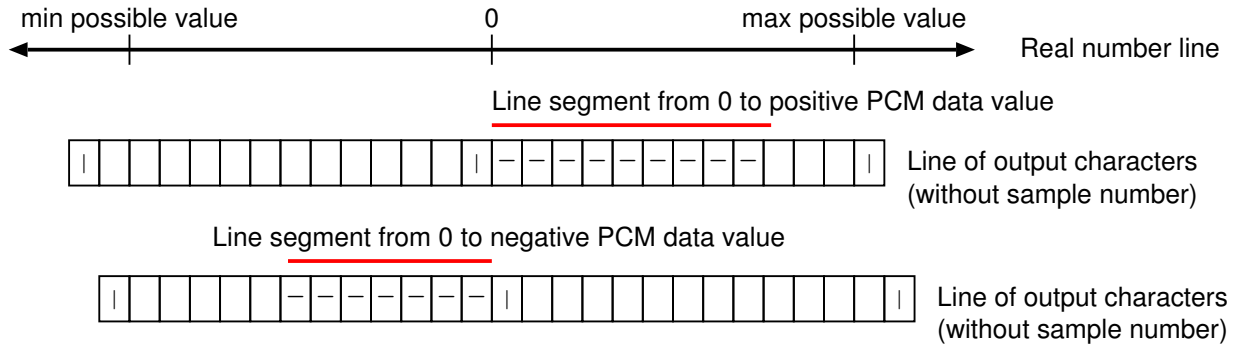 min possible value 0 max possible value
Real number line
Line segment from 0 to positive PCM data value
| | — — — — — — — — — |
Line of output characters
(without sample number)
Line segment from 0 to negative PCM data value
| — — — — — — — | |
Line of output characters
(without sample number)